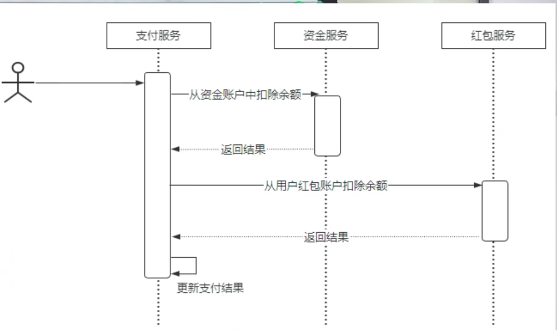 支付服务
资金服务
红包服务
从资金账户中扣除余额
返回结果
从用户红包账户扣除余额
返回结果
更新支付结果